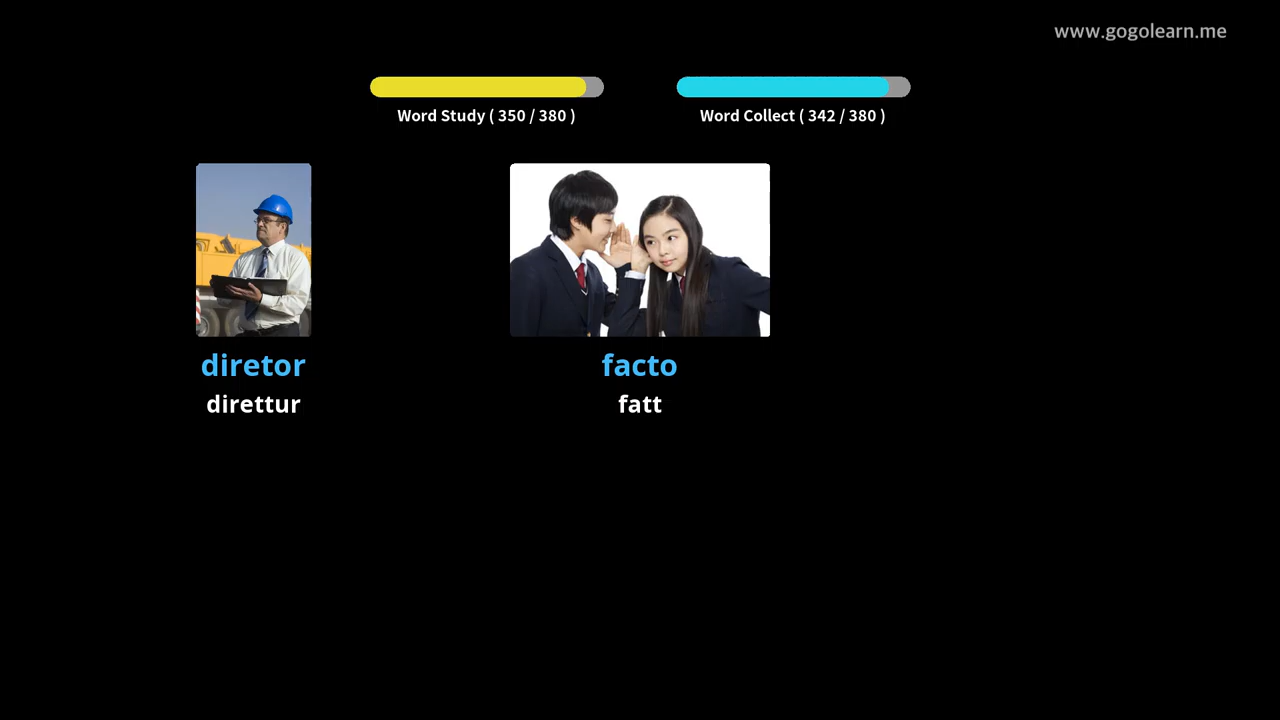 www.gogolearn.me
Word Study ( 350 / 380 )
Word Collect ( 342 / 380 )
diretor
direttur
facto
fatt